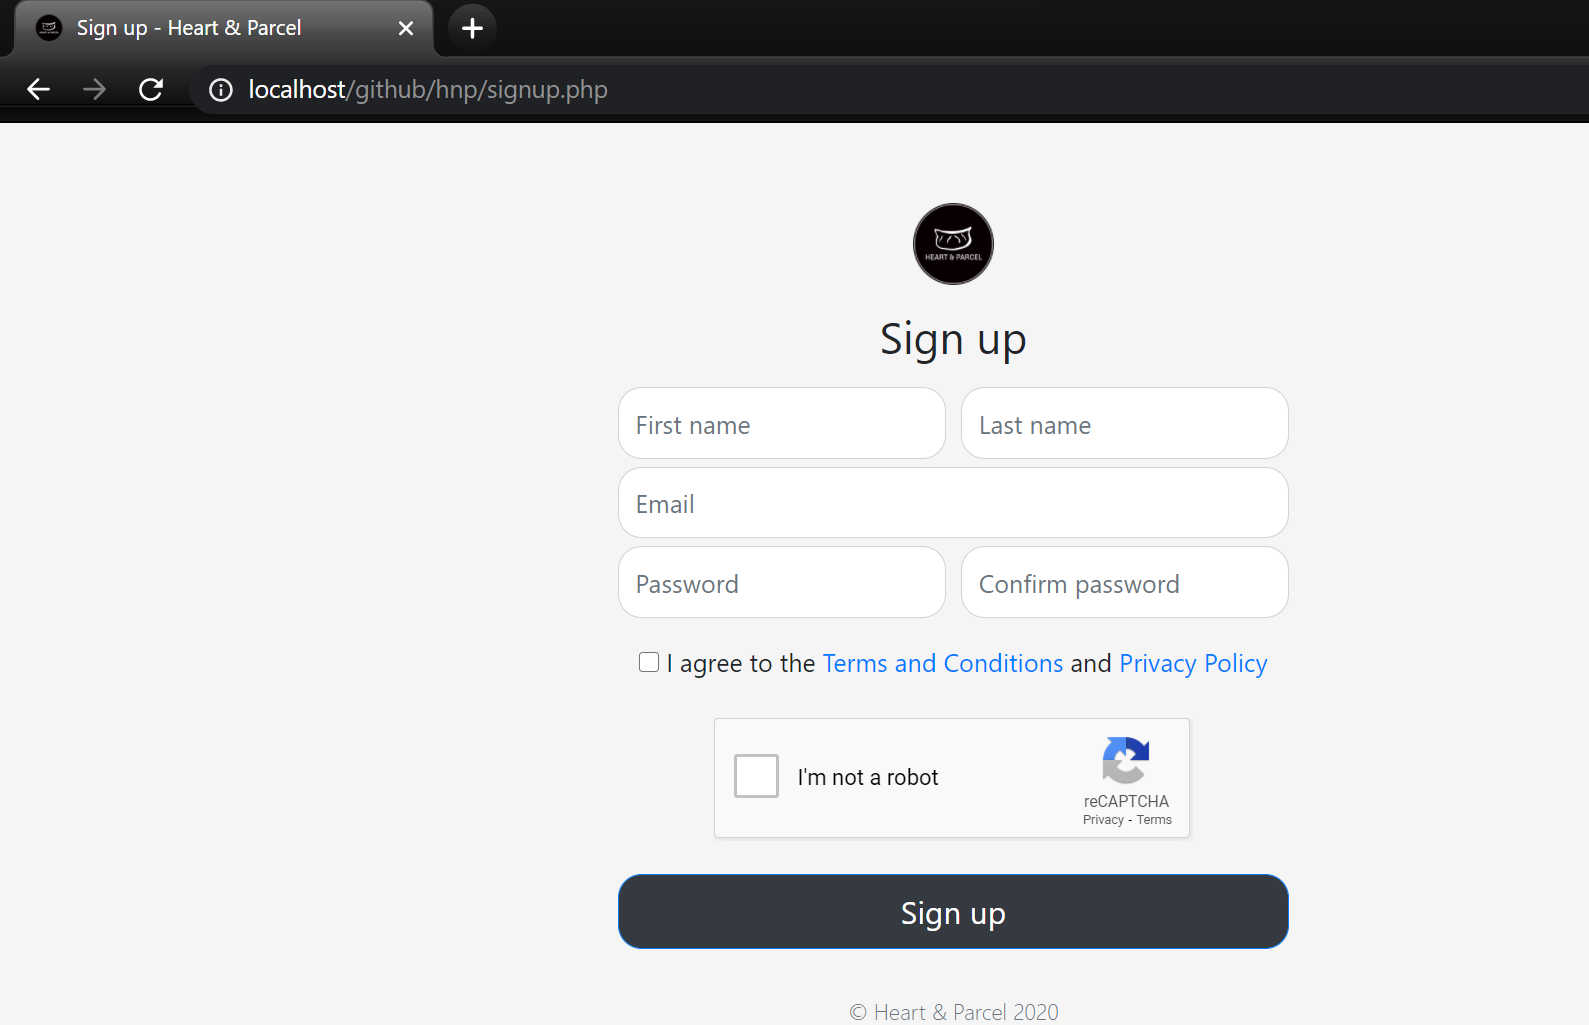 Sign up - Heart & Parcel
localhost/github/hnp/signup.php
HEART & PARCEL
Sign up
First name Last name
Email
Password Confirm password
I agree to the Terms and Conditions and Privacy Policy
I'm not a robot
reCAPTCHA
Privacy - Terms
Sign up
© Heart & Parcel 2020